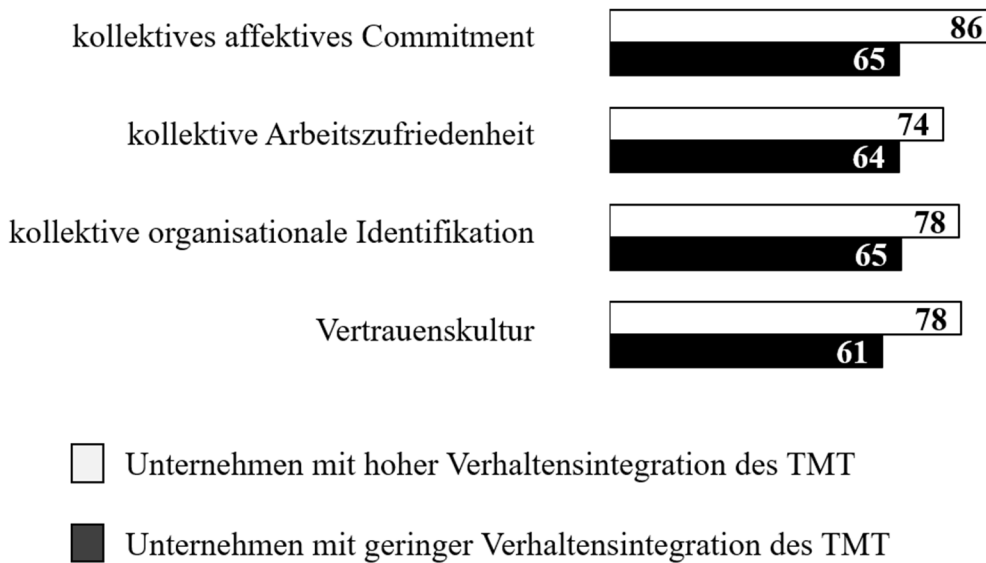 kollektives affektives Commitment
86
65
kollektive Arbeitszufriedenheit
74
64
kollektive organisationale Identifikation
78
65
Vertrauenskultur
78
61
Unternehmen mit hoher Verhaltensintegration des TMT
Unternehmen mit geringer Verhaltensintegration des TMT